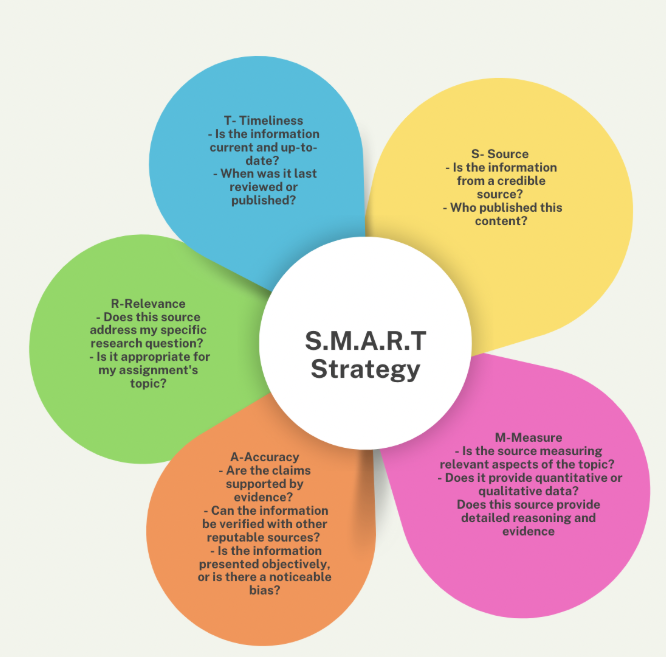 S.M.A.R.T
Strategy
S- Source
- Is the information
from a credible
source?
- Who published this
content?
M-Measure
- Is the source measuring
relevant aspects of the topic?
- Does it provide quantitative or
qualitative data?
Does this source provide
detailed reasoning and
evidence
A-Accuracy
- Are the claims
supported by
evidence?
- Can the information
be verified with other
reputable sources?
- Is the information
presented objectively,
or is there a noticeable
bias?
R-Relevance
- Does this source
address my specific
research question?
- Is it appropriate for
my assignment's
topic?
T- Timeliness
- Is the information
current and up-to-
date?
- When was it last
reviewed or
published?